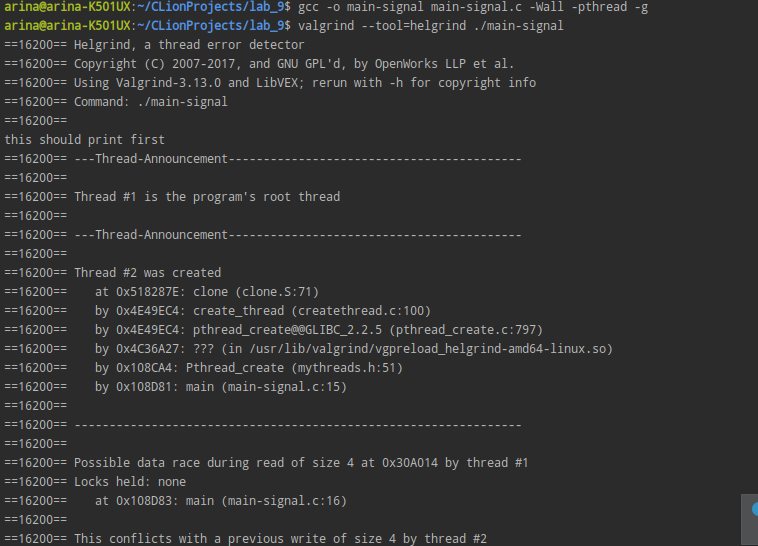 arina@arina-K501UX:~/CLionProjects/lab_9$ gcc -o main-signal main-signal.c -Wall -pthread -g
arina@arina-K501UX:~/CLionProjects/lab_9$ valgrind --tool=helgrind ./main-signal
==16200== Helgrind, a thread error detector
==16200== Copyright (C) 2007-2017, and GNU GPL'd, by OpenWorks LLP et al.
==16200== Using Valgrind-3.13.0 and LibVEX; rerun with -h for copyright info
==16200== Command: ./main-signal
==16200==
this should print first
==16200== ---Thread-Announcement------------------------------------------
==16200==
==16200== Thread #1 is the program's root thread
==16200==
==16200== ---Thread-Announcement------------------------------------------
==16200==
==16200== Thread #2 was created
==16200==    at 0x518287E: clone (clone.S:71)
==16200==    by 0x4E49EC4: create_thread (createthread.c:100)
==16200==    by 0x4E49EC4: pthread_create@@GLIBC_2.2.5 (pthread_create.c:797)
==16200==    by 0x4C36A27: ??? (in /usr/lib/valgrind/vgpreload_helgrind-amd64-linux.so)
==16200==    by 0x108CA4: Pthread_create (mythreads.h:51)
==16200==    by 0x108D81: main (main-signal.c:15)
==16200==
==16200== ----------------------------------------------------------------
==16200==
==16200== Possible data race during read of size 4 at 0x30A014 by thread #1
==16200== Locks held: none
==16200==    at 0x108D83: main (main-signal.c:16)
==16200==
==16200== This conflicts with a previous write of size 4 by thread #2